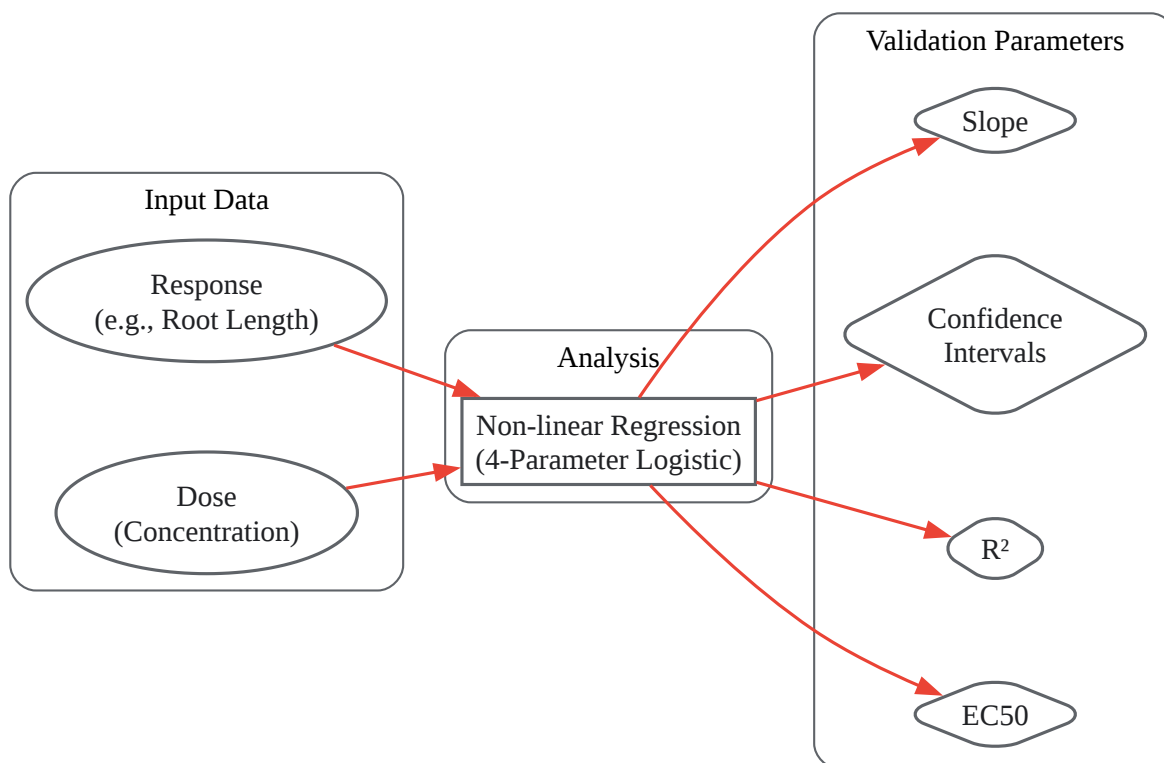 Input Data
Response
(e.g., Root Length)
Dose
(Concentration)
Analysis
Non-linear Regression
(4-Parameter Logistic)
Validation Parameters
Slope
Confidence
Intervals
R²
EC50